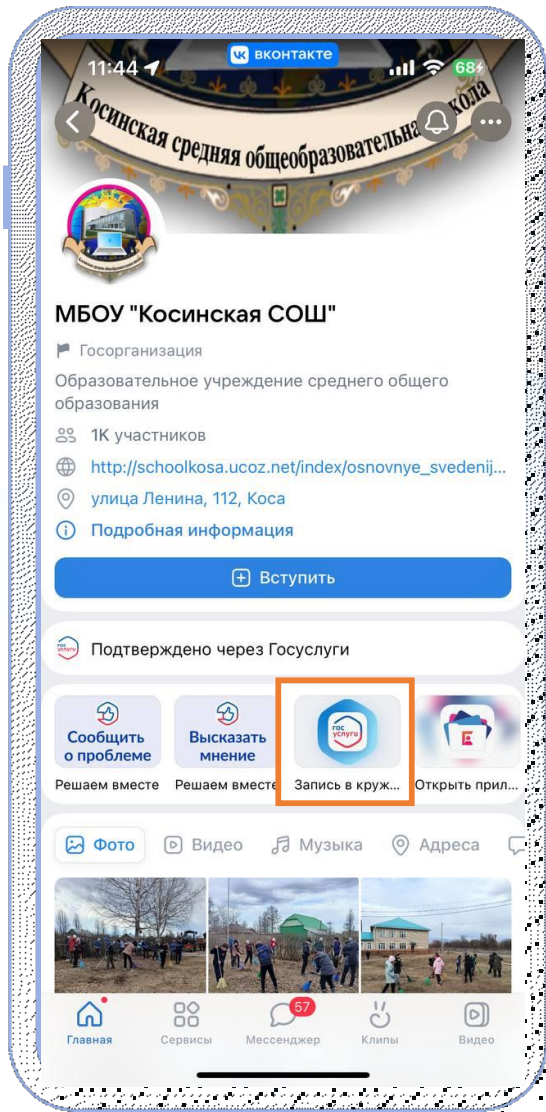 вконтакте
11:44
68
Косинская средняя общеобразовательная школа
МБОУ "Косинская СОШ"
Госорганизация
Образовательное учреждение среднего общего
образования
1K участников
http://schoolkosa.ucoz.net/index/osnovnye_svedenij...
улица Ленина, 112, Коса
Подробная информация
Вступить
гос услуги
Подтверждено через Госуслуги
Сообщить
о проблеме
Высказать
мнение
гос
услуги
Решаем вместе
Решаем вместе
Запись в круж...
Открыть прил...
Фото
Видео
Музыка
Адреса
57
Главная
Сервисы
Мессенджер
Клипы
Видео